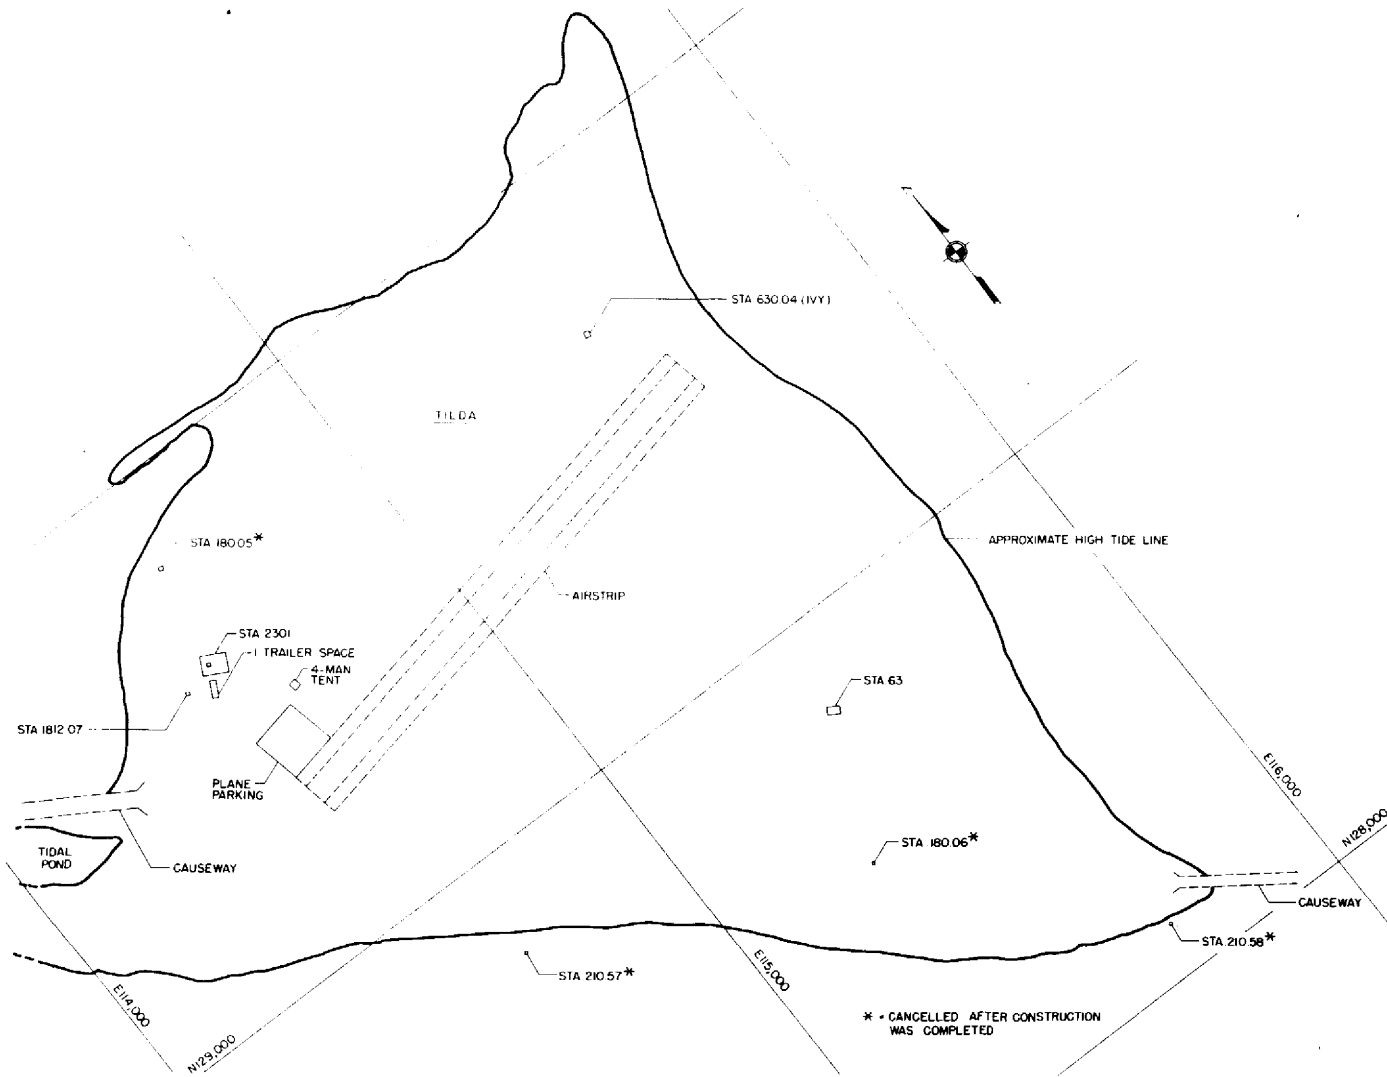 STA 630.04 (IVY)
TILDA
STA 180.05*
APPROXIMATE HIGH TIDE LINE
AIRSTRIP
STA 2301
1 TRAILER SPACE
4-MAN
TENT
STA 63
STA 1812.07
PLANE
PARKING
E116,000
N128,000
STA 180.06*
TIDAL
POND
CAUSEWAY
CAUSEWAY
STA 210.58*
STA 210.57*
E115,000
E114,000
* - CANCELLED AFTER CONSTRUCTION
WAS COMPLETED
N129,000